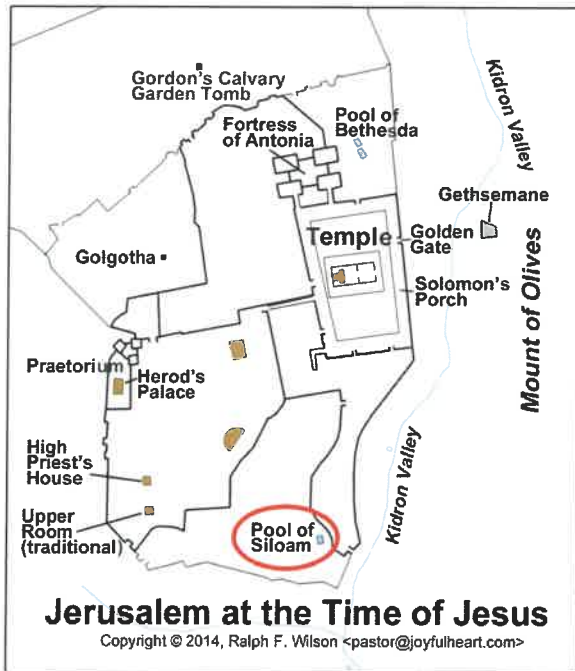 Gordon's Calvary
Garden Tomb
Fortress
of Antonia
Pool of
Bethesda
Kidron Valley
Gethsemane
Temple
Golden
Gate
Golgotha
Solomon's
Porch
Mount of Olives
Praetorium
Herod's
Palace
High
Priest's
House
Upper
Room
(traditional)
Pool of
Siloam
Kidron Valley
Jerusalem at the Time of Jesus
Copyright © 2014, Ralph F. Wilson <pastor@joyfulheart.com>